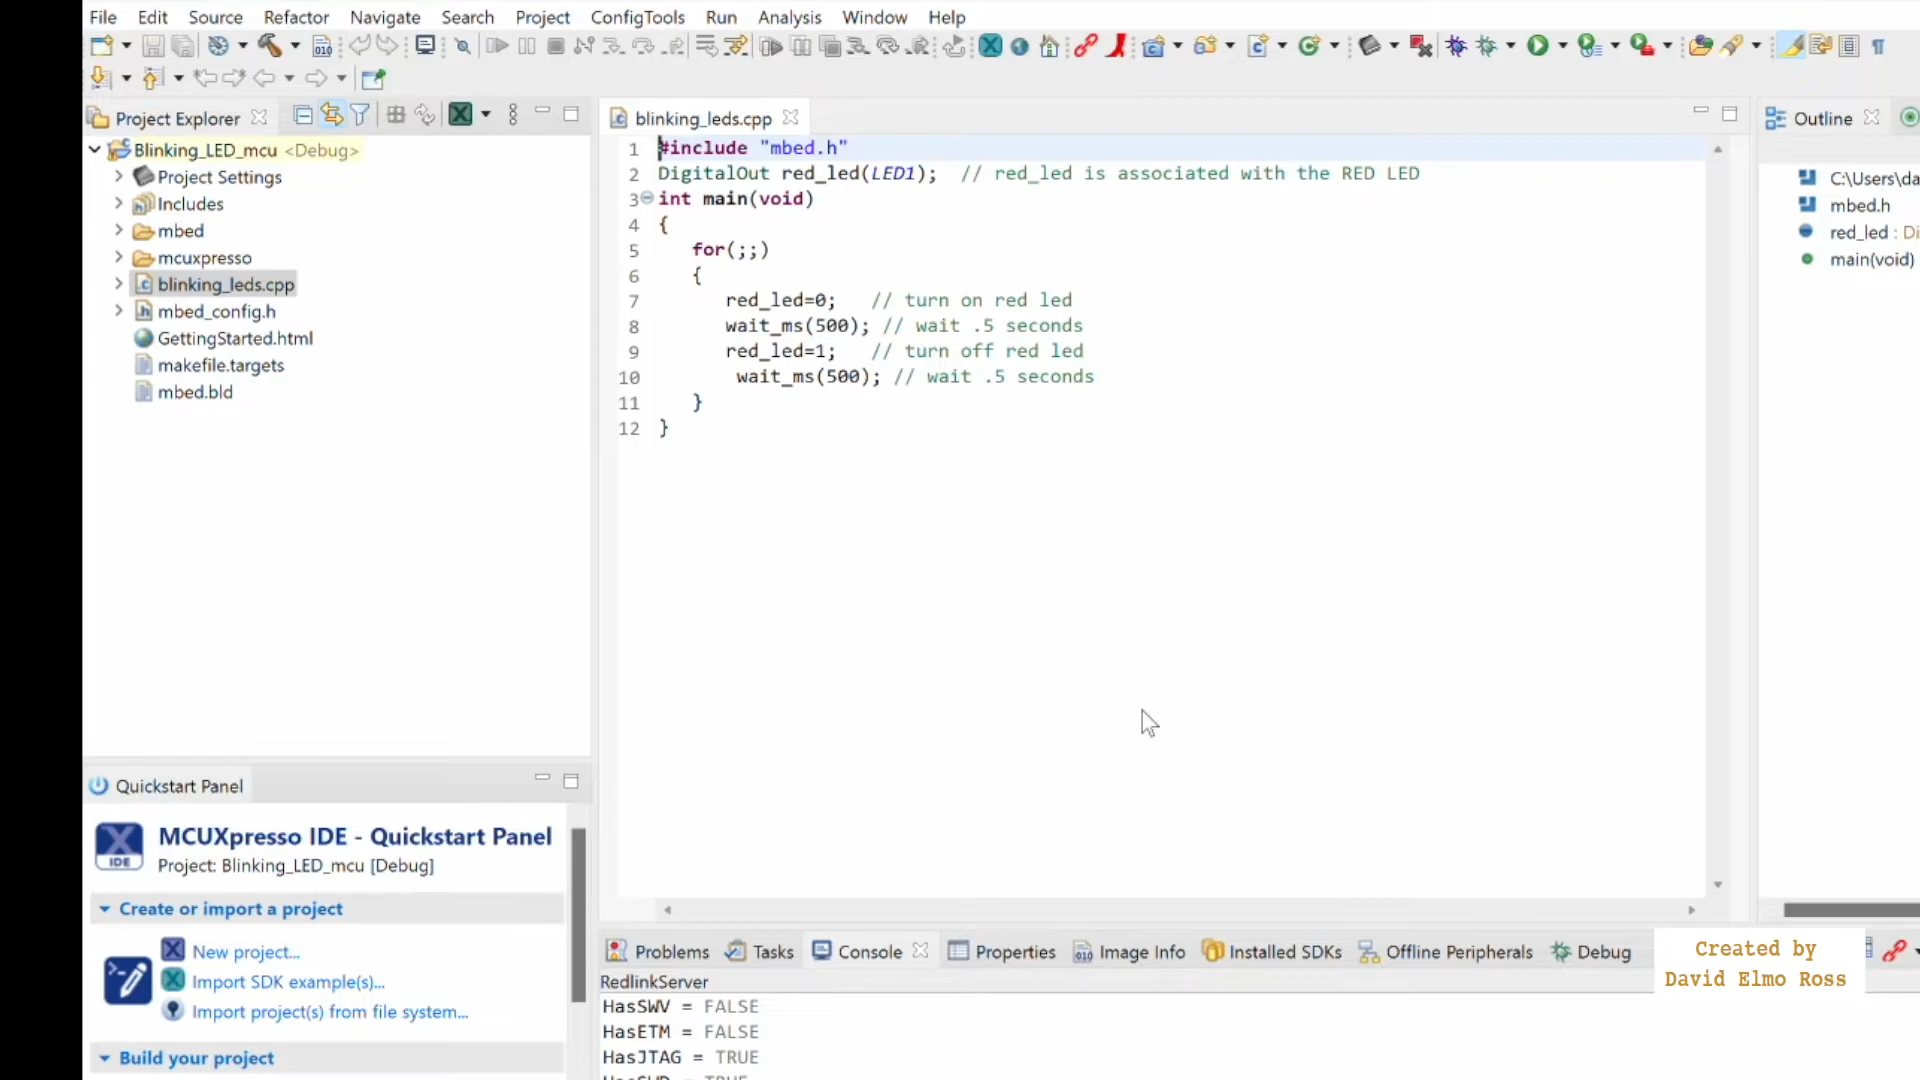 File Edit Source Refactor Navigate Search Project ConfigTools Run Analysis Window Help
Project Explorer
Blinking_LED_mcu <Debug>
Project Settings
Includes
mbed
mcuxpresso
blinking_leds.cpp
mbed_config.h
GettingStarted.html
makefile.targets
mbed.bld
blinking_leds.cpp
1 #include "mbed.h"
2 DigitalOut red_led(LED1); // red_led is associated with the RED LED
3 int main(void)
4 {
5 for(;;)
6 {
7 red_led=0; // turn on red led
8 wait_ms(500); // wait .5 seconds
9 red_led=1; // turn off red led
10 wait_ms(500); // wait .5 seconds
11 }
12 }
Outline
C:\Users\da
mbed.h
red_led : Di
main(void)
Quickstart Panel
IDE
MCUXpresso IDE - Quickstart Panel
Project: Blinking_LED_mcu [Debug]
Create or import a project
New project...
Import SDK example(s)...
Import project(s) from file system...
Build your project
Problems Tasks Console Properties Image Info Installed SDKs Offline Peripherals Debug
RedlinkServer
HasSWV = FALSE
HasETM = FALSE
HasJTAG = TRUE
HasSWD = TRUE
Created by
David Elmo Ross